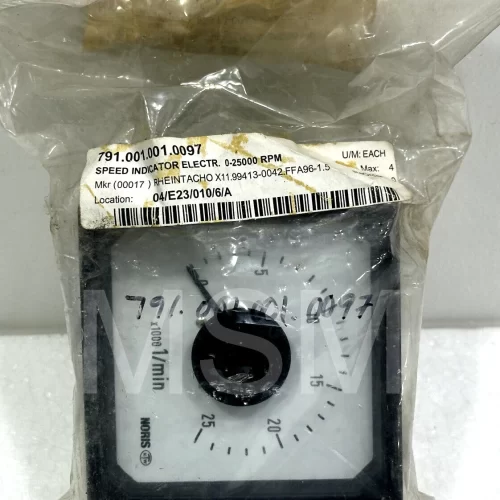 791.001.001.0097
SPEED INDICATOR ELECTR. 0-25000 RPM
U/M: EACH
Mkr (00017 ) RHEINTACHO X11.99413-0042.FFA96-1.5
Max: 4
Location: 04/E23/010/6/A
0
5
791.001.001.0097
MSM
x1000
1/min
15
20
25
NORIS